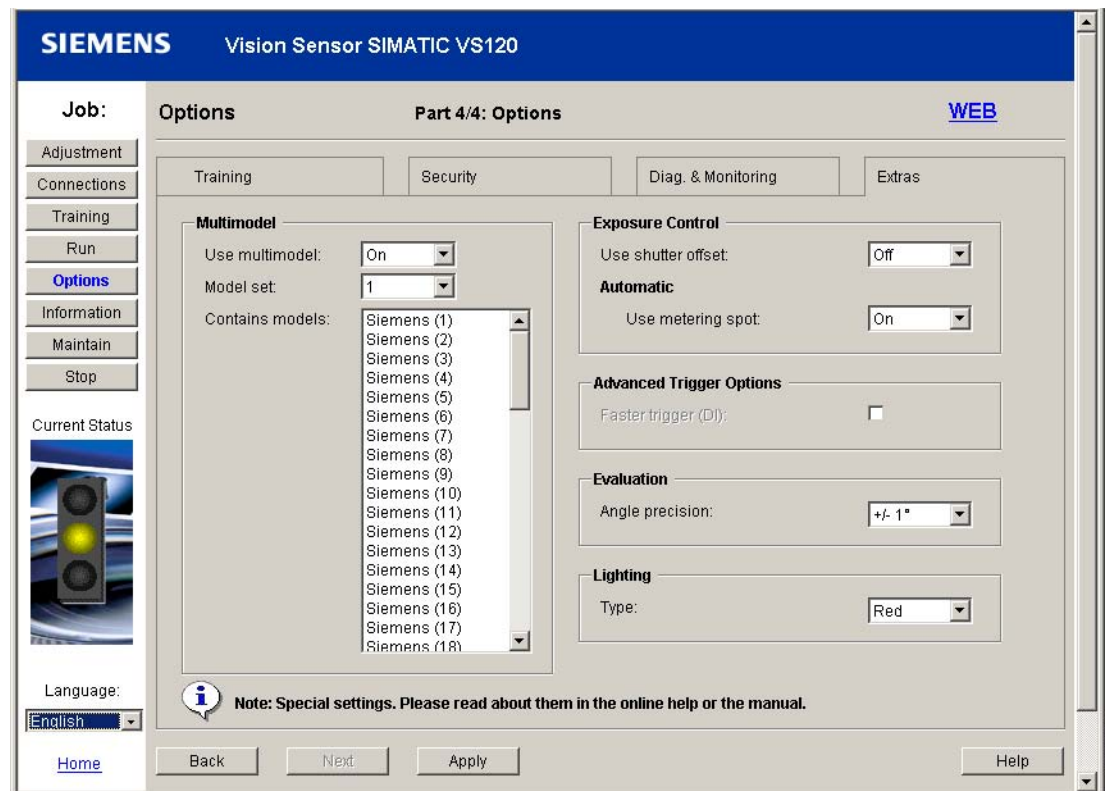 SIEMENS Vision Sensor SIMATIC VS120
Job:
Adjustment
Connections
Training
Run
Options
Information
Maintain
Stop
Current Status
Language:
English
Home
Options Part 4/4: Options WEB
Training Security Diag. & Monitoring Extras
Multimodel
Use multimodel: On
Model set: 1
Contains models:
Siemens (1)
Siemens (2)
Siemens (3)
Siemens (4)
Siemens (5)
Siemens (6)
Siemens (7)
Siemens (8)
Siemens (9)
Siemens (10)
Siemens (11)
Siemens (12)
Siemens (13)
Siemens (14)
Siemens (15)
Siemens (16)
Siemens (17)
Siemens (18)
Exposure Control
Use shutter offset: Off
Automatic
Use metering spot: On
Advanced Trigger Options
Faster trigger (DI):
Evaluation
Angle precision: +/- 1°
Lighting
Type: Red
i Note: Special settings. Please read about them in the online help or the manual.
Back Next Apply Help